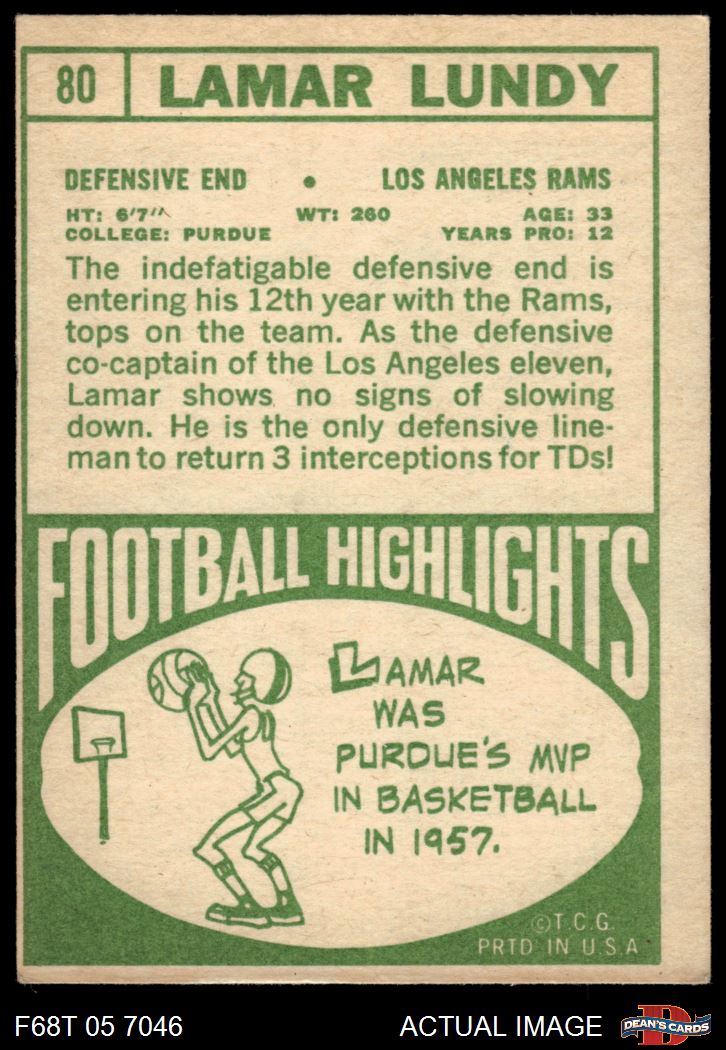 80 LAMAR LUNDY
DEFENSIVE END • LOS ANGELES RAMS
HT: 6'7" WT: 260 AGE: 33
COLLEGE: PURDUE YEARS PRO: 12
The indefatigable defensive end is
entering his 12th year with the Rams,
tops on the team. As the defensive
co-captain of the Los Angeles eleven,
Lamar shows no signs of slowing
down. He is the only defensive line-
man to return 3 interceptions for TDs!
FOOTBALL HIGHLIGHTS
LAMAR
WAS
PURDUE'S MVP
IN BASKETBALL
IN 1957.
©T.C.G.
PRTD IN U.S.A
F68T 05 7046 ACTUAL IMAGE D DEAN'S CARDS